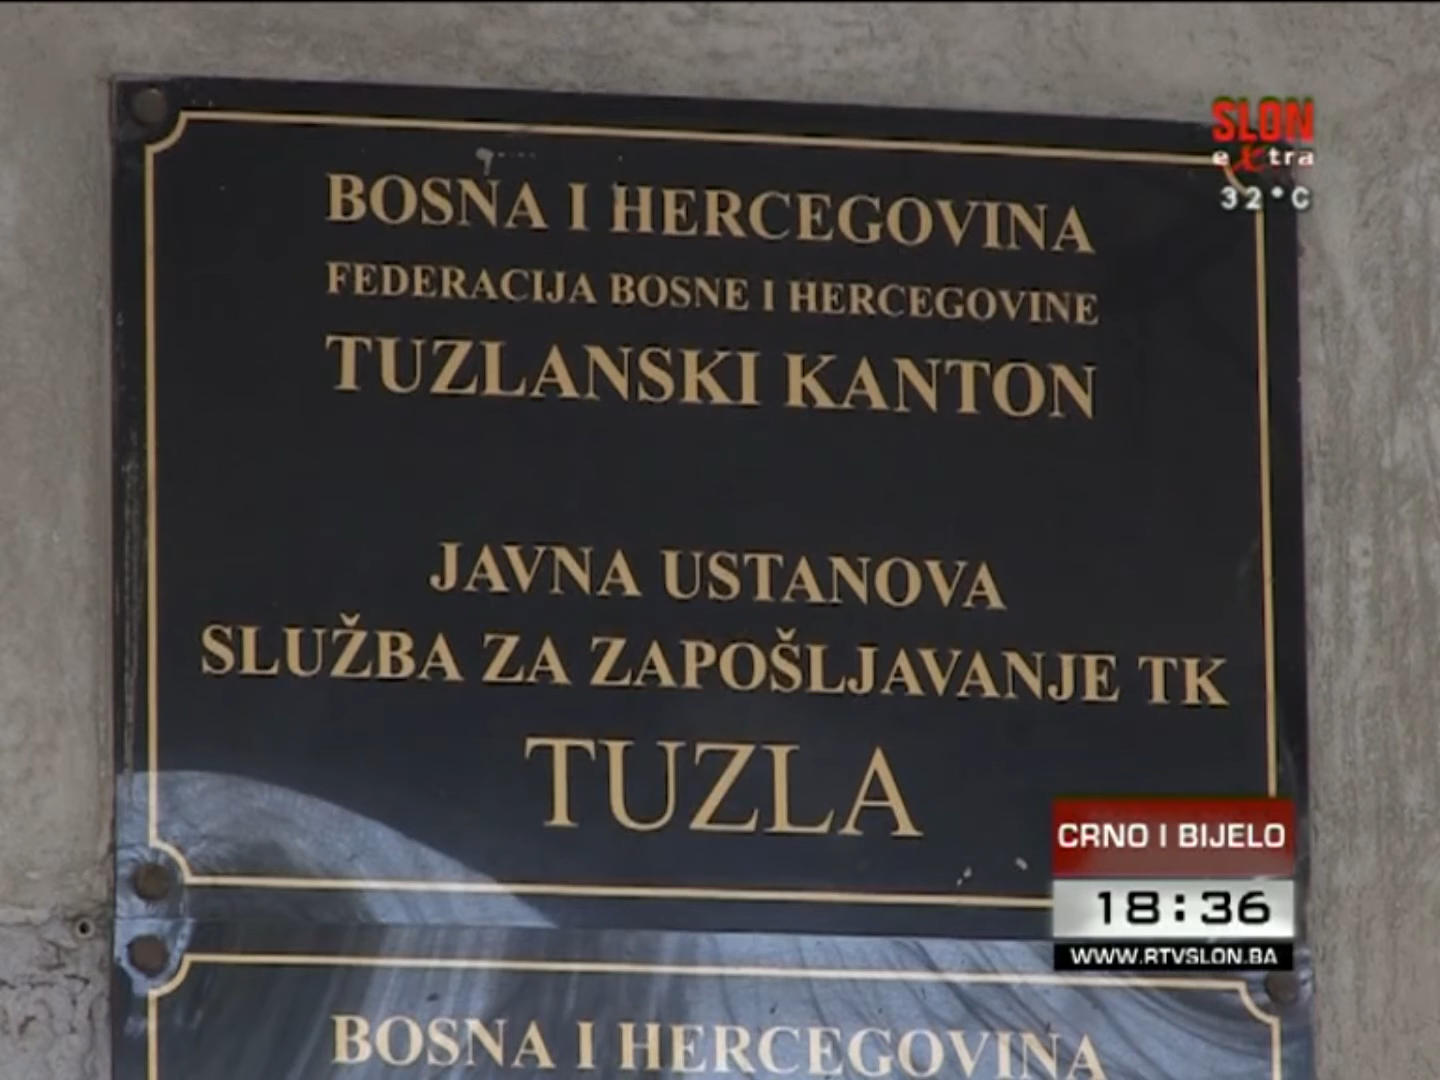 SLON
extra
32°C
BOSNA I HERCEGOVINA
FEDERACIJA BOSNE I HERCEGOVINE
TUZLANSKI KANTON
JAVNA USTANOVA
SLUŽBA ZA ZAPOŠLJAVANJE TK
TUZLA
CRNO I BIJELO
18:36
WWW.RTVSLON.BA
BOSNA I HERCEGOVINA